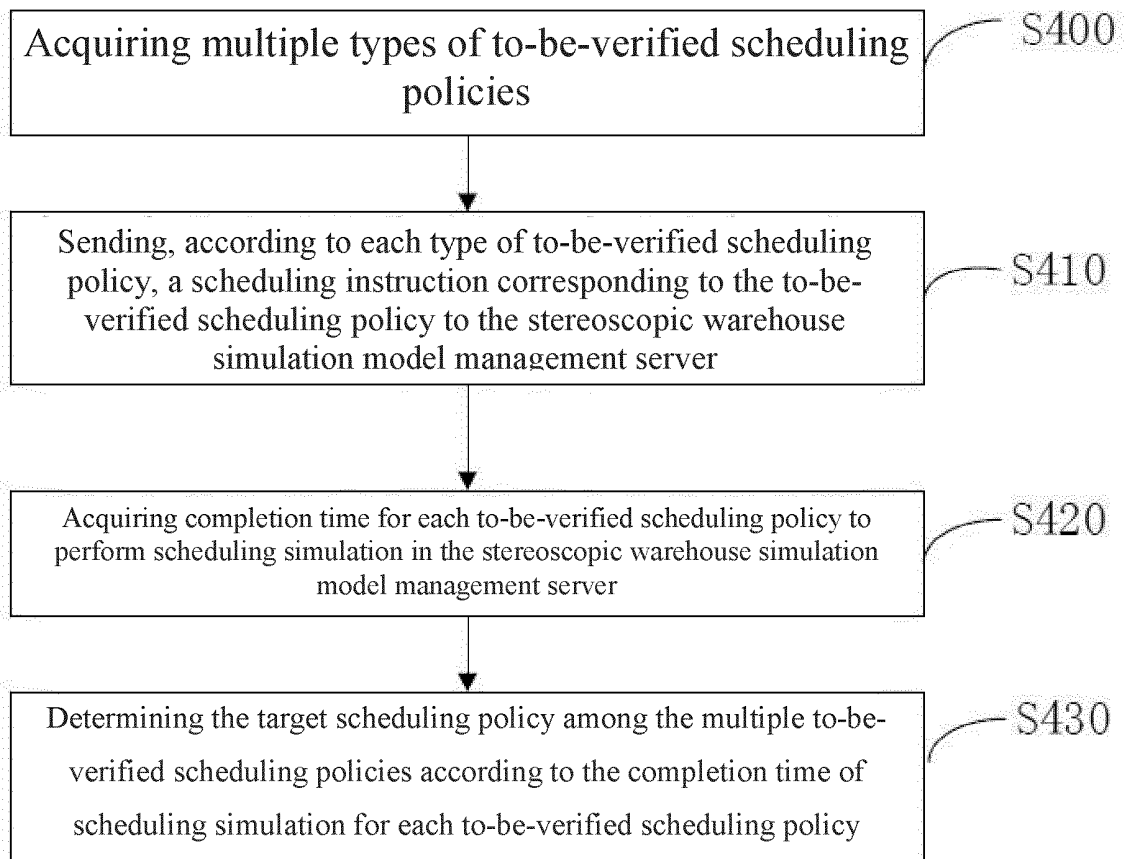 Acquiring multiple types of to-be-verified scheduling
policies
S400
Sending, according to each type of to-be-verified scheduling
policy, a scheduling instruction corresponding to the to-be-
verified scheduling policy to the stereoscopic warehouse
simulation model management server
S410
Acquiring completion time for each to-be-verified scheduling policy to
perform scheduling simulation in the stereoscopic warehouse simulation
model management server
S420
Determining the target scheduling policy among the multiple to-be-
verified scheduling policies according to the completion time of
scheduling simulation for each to-be-verified scheduling policy
S430